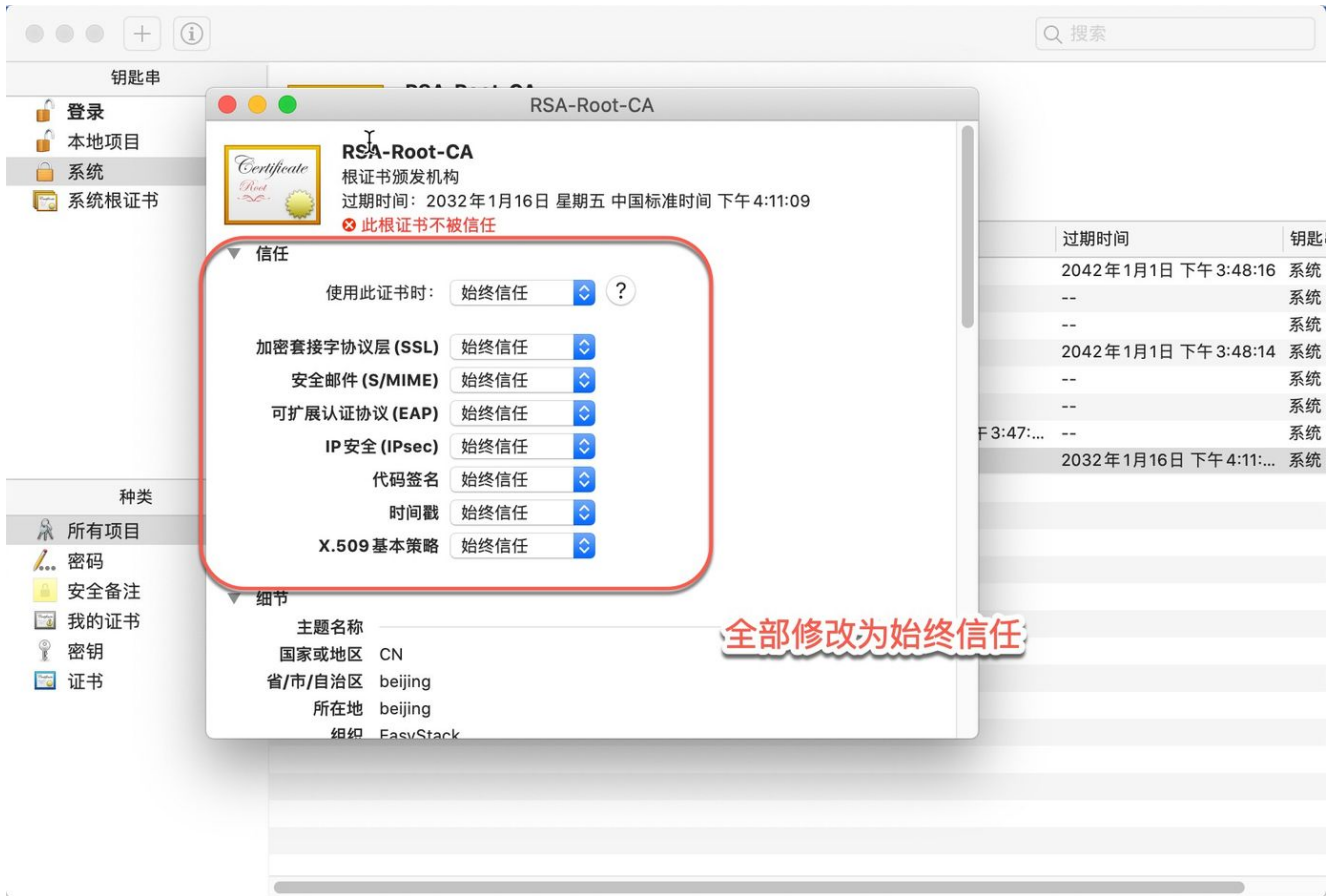 搜索
钥匙串
登录
本地项目
系统
系统根证书
种类
所有项目
密码
安全备注
我的证书
密钥
证书
RSA-Root-CA
Certificate
Root
RSA-Root-CA
根证书颁发机构
过期时间：2032年1月16日 星期五 中国标准时间 下午4:11:09
此根证书不被信任
信任
使用此证书时： 始终信任 ?
加密套接字协议层 (SSL) 始终信任
安全邮件 (S/MIME) 始终信任
可扩展认证协议 (EAP) 始终信任
IP 安全 (IPsec) 始终信任
代码签名 始终信任
时间戳 始终信任
X.509 基本策略 始终信任
细节
主题名称
国家或地区 CN
省/市/自治区 beijing
所在地 beijing
组织 EasyStack
全部修改为始终信任
过期时间 钥匙
2042年1月1日 下午3:48:16 系统
-- 系统
-- 系统
2042年1月1日 下午3:48:14 系统
-- 系统
-- 系统
3:47:... -- 系统
2032年1月16日 下午4:11:... 系统